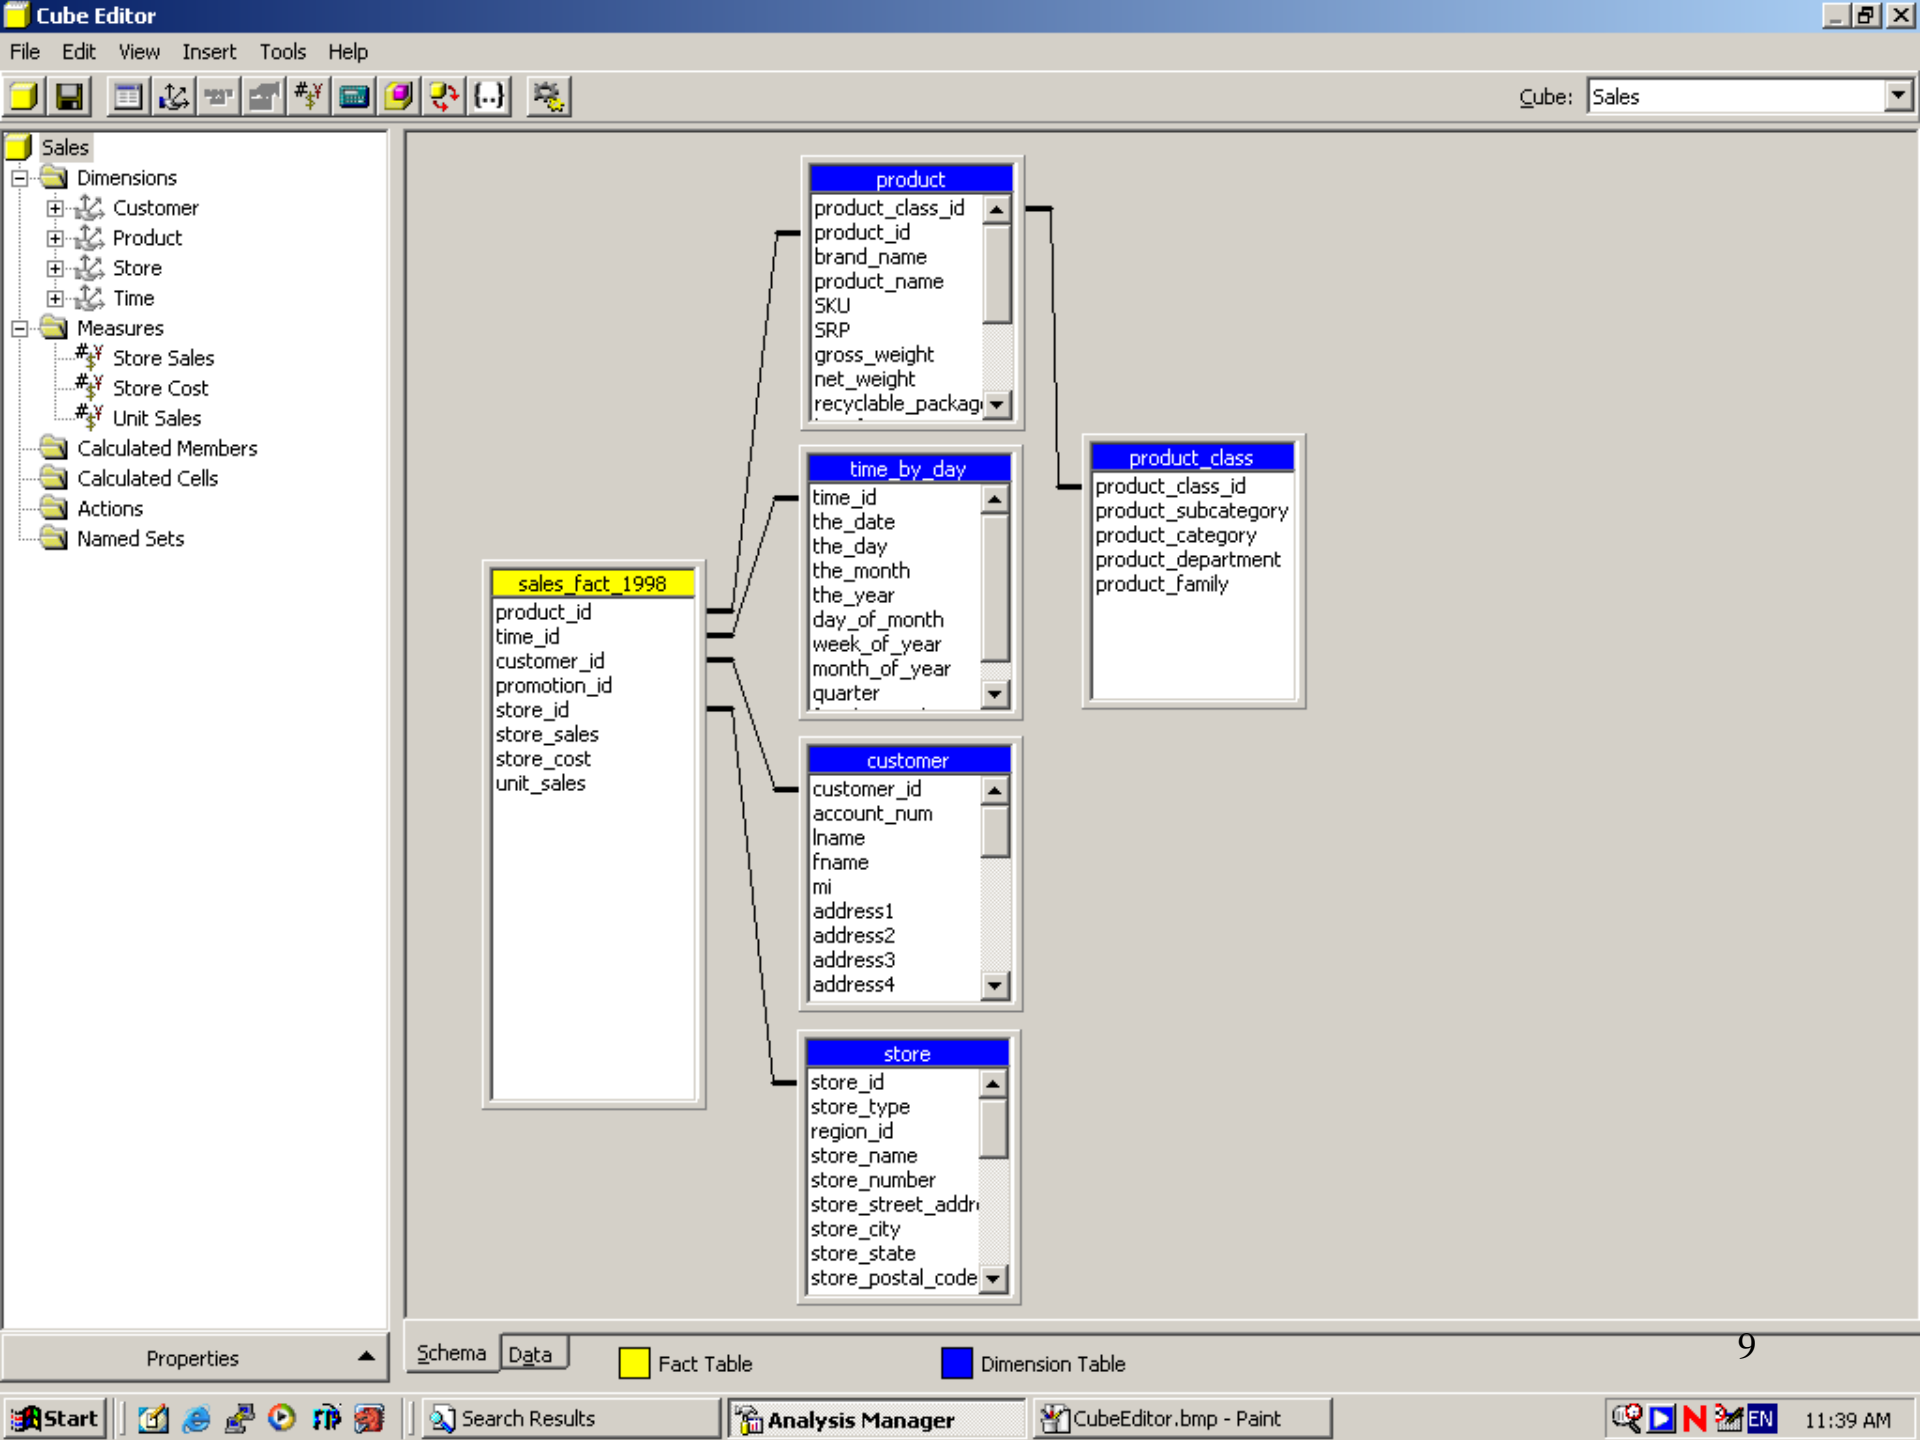 Cube Editor
File Edit View Insert Tools Help
Cube: Sales
Sales
Dimensions
Customer
Product
Store
Time
Measures
Store Sales
Store Cost
Unit Sales
Calculated Members
Calculated Cells
Actions
Named Sets
product
product_class_id
product_id
brand_name
product_name
SKU
SRP
gross_weight
net_weight
recyclable_packag
time_by_day
time_id
the_date
the_day
the_month
the_year
day_of_month
week_of_year
month_of_year
quarter
product_class
product_class_id
product_subcategory
product_category
product_department
product_family
sales_fact_1998
product_id
time_id
customer_id
promotion_id
store_id
store_sales
store_cost
unit_sales
customer
customer_id
account_num
lname
fname
mi
address1
address2
address3
address4
store
store_id
store_type
region_id
store_name
store_number
store_street_addr
store_city
store_state
store_postal_code
Properties
Schema Data
Fact Table
Dimension Table
9
Start
Search Results
Analysis Manager
CubeEditor.bmp - Paint
N
EN
11:39 AM